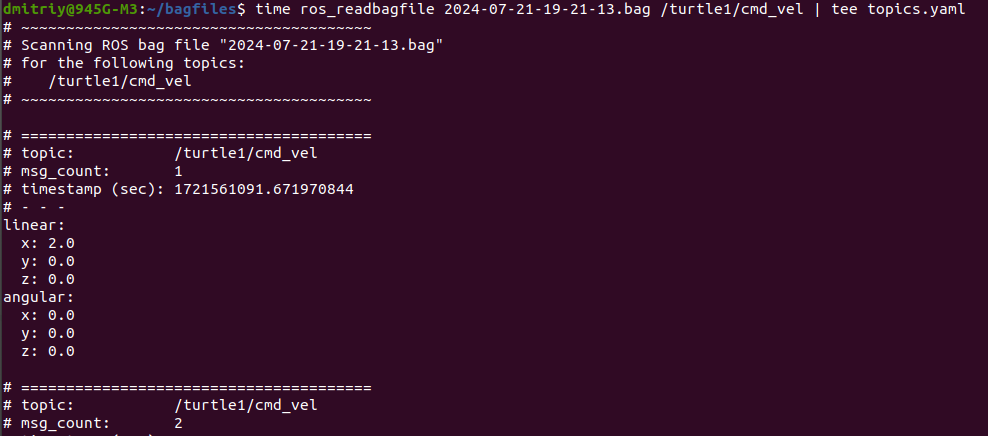 dmitriy@945G-M3:~/bagfiles$ time ros_readbagfile 2024-07-21-19-21-13.bag /turtle1/cmd_vel | tee topics.yaml
# ~~~~~~~~~~~~~~~~~~~~~~~~~~~~~~~~~~~~~~~
# Scanning ROS bag file "2024-07-21-19-21-13.bag"
# for the following topics:
#    /turtle1/cmd_vel
# ~~~~~~~~~~~~~~~~~~~~~~~~~~~~~~~~~~~~~~~

# =======================================
# topic:           /turtle1/cmd_vel
# msg_count:       1
# timestamp (sec): 1721561091.671970844
# - - -
linear:
  x: 2.0
  y: 0.0
  z: 0.0
angular:
  x: 0.0
  y: 0.0
  z: 0.0

# =======================================
# topic:           /turtle1/cmd_vel
# msg_count:       2